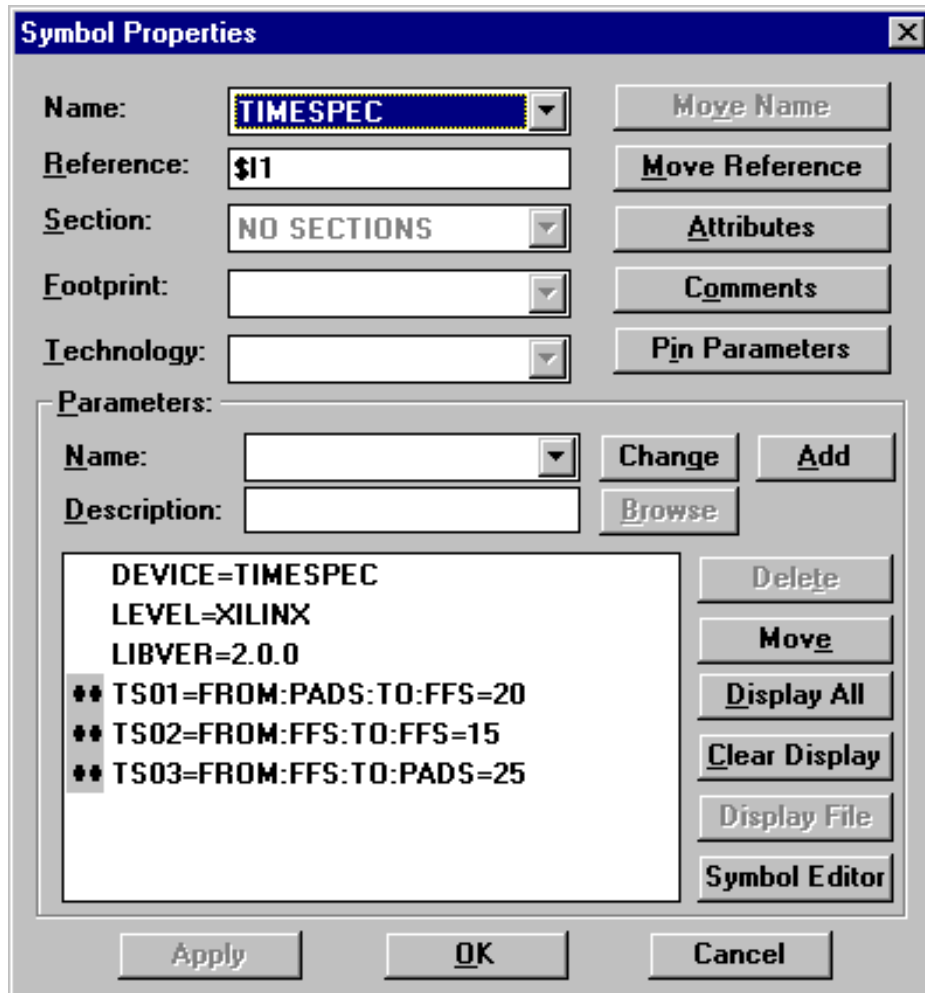 Symbol Properties
Name: TIMESPEC Move Name
Reference: $I1 Move Reference
Section: NO SECTIONS Attributes
Footprint: Comments
Technology: Pin Parameters
Parameters:
Name: Change Add
Description: Browse
DEVICE=TIMESPEC Delete
LEVEL=XILINX
LIBVER=2.0.0 Move
TS01=FROM:PADS:TO:FFS=20 Display All
TS02=FROM:FFS:TO:FFS=15
TS03=FROM:FFS:TO:PADS=25 Clear Display
Display File
Symbol Editor
Apply OK Cancel